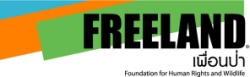 FREELAND®
เพื่อนป่า
Foundation for Human Rights and Wildlife